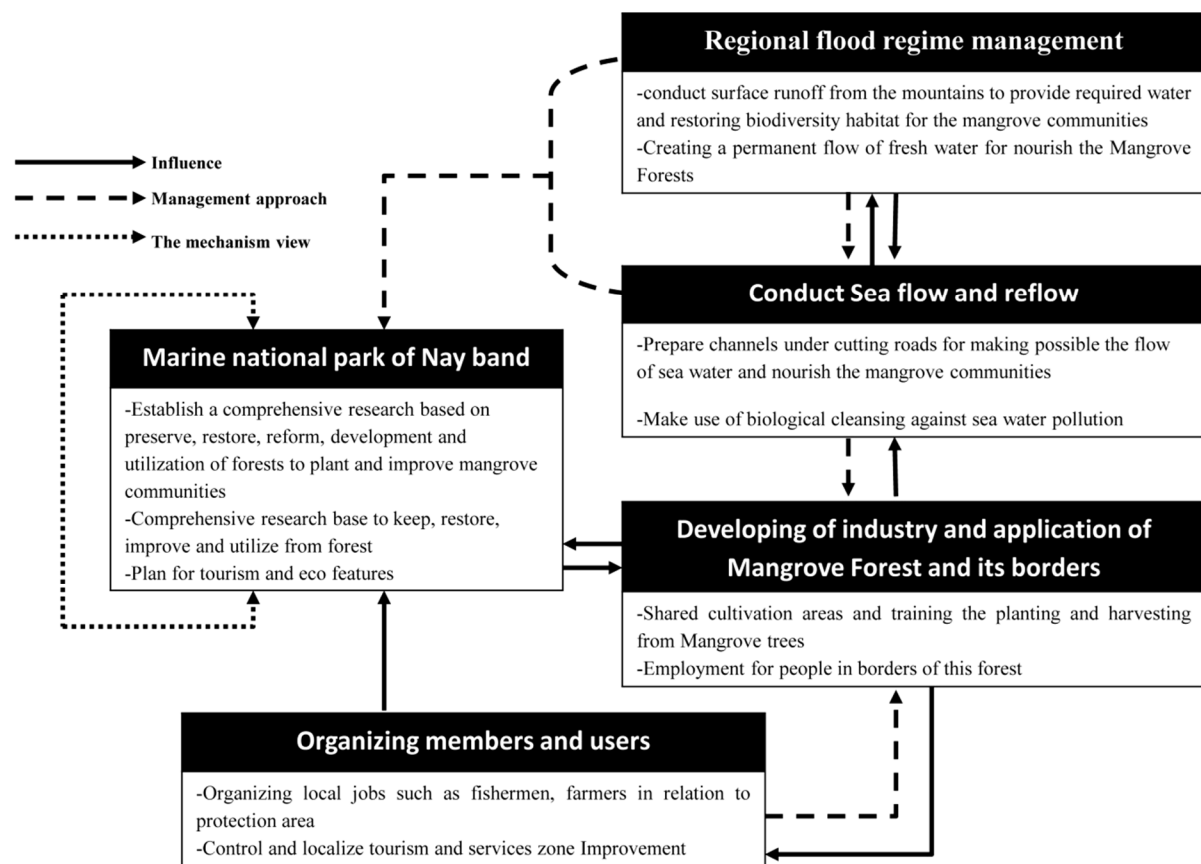 Regional flood regime management
-conduct surface runoff from the mountains to provide required water
and restoring biodiversity habitat for the mangrove communities
-Creating a permanent flow of fresh water for nourish the Mangrove
Forests
Influence
Management approach
The mechanism view
Conduct Sea flow and reflow
-Prepare channels under cutting roads for making possible the flow
of sea water and nourish the mangrove communities
-Make use of biological cleansing against sea water pollution
Marine national park of Nay band
-Establish a comprehensive research based on
preserve, restore, reform, development and
utilization of forests to plant and improve mangrove
communities
-Comprehensive research base to keep, restore,
improve and utilize from forest
-Plan for tourism and eco features
Developing of industry and application of
Mangrove Forest and its borders
-Shared cultivation areas and training the planting and harvesting
from Mangrove trees
-Employment for people in borders of this forest
Organizing members and users
-Organizing local jobs such as fishermen, farmers in relation to
protection area
-Control and localize tourism and services zone Improvement